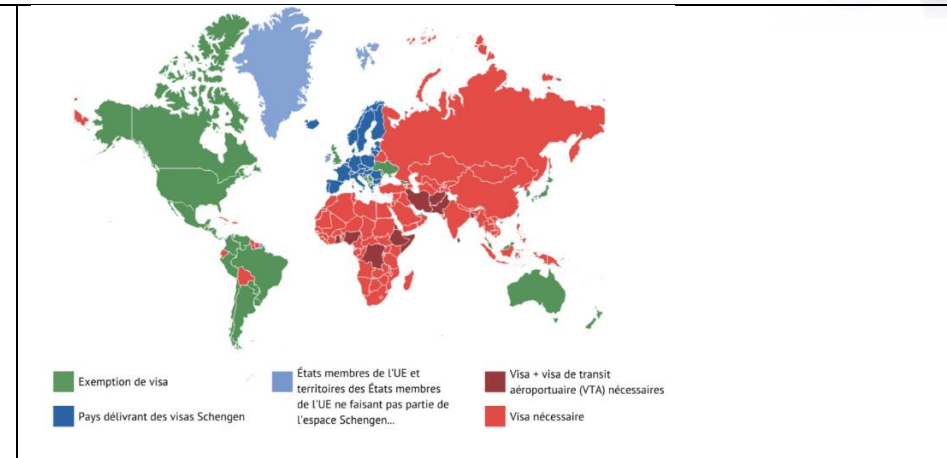 Exemption de visa
Pays délivrant des visas Schengen
États membres de l'UE et
territoires des États membres
de l'UE ne faisant pas partie de
l'espace Schengen...
Visa + visa de transit
aéroportuaire (VTA) nécessaires
Visa nécessaire